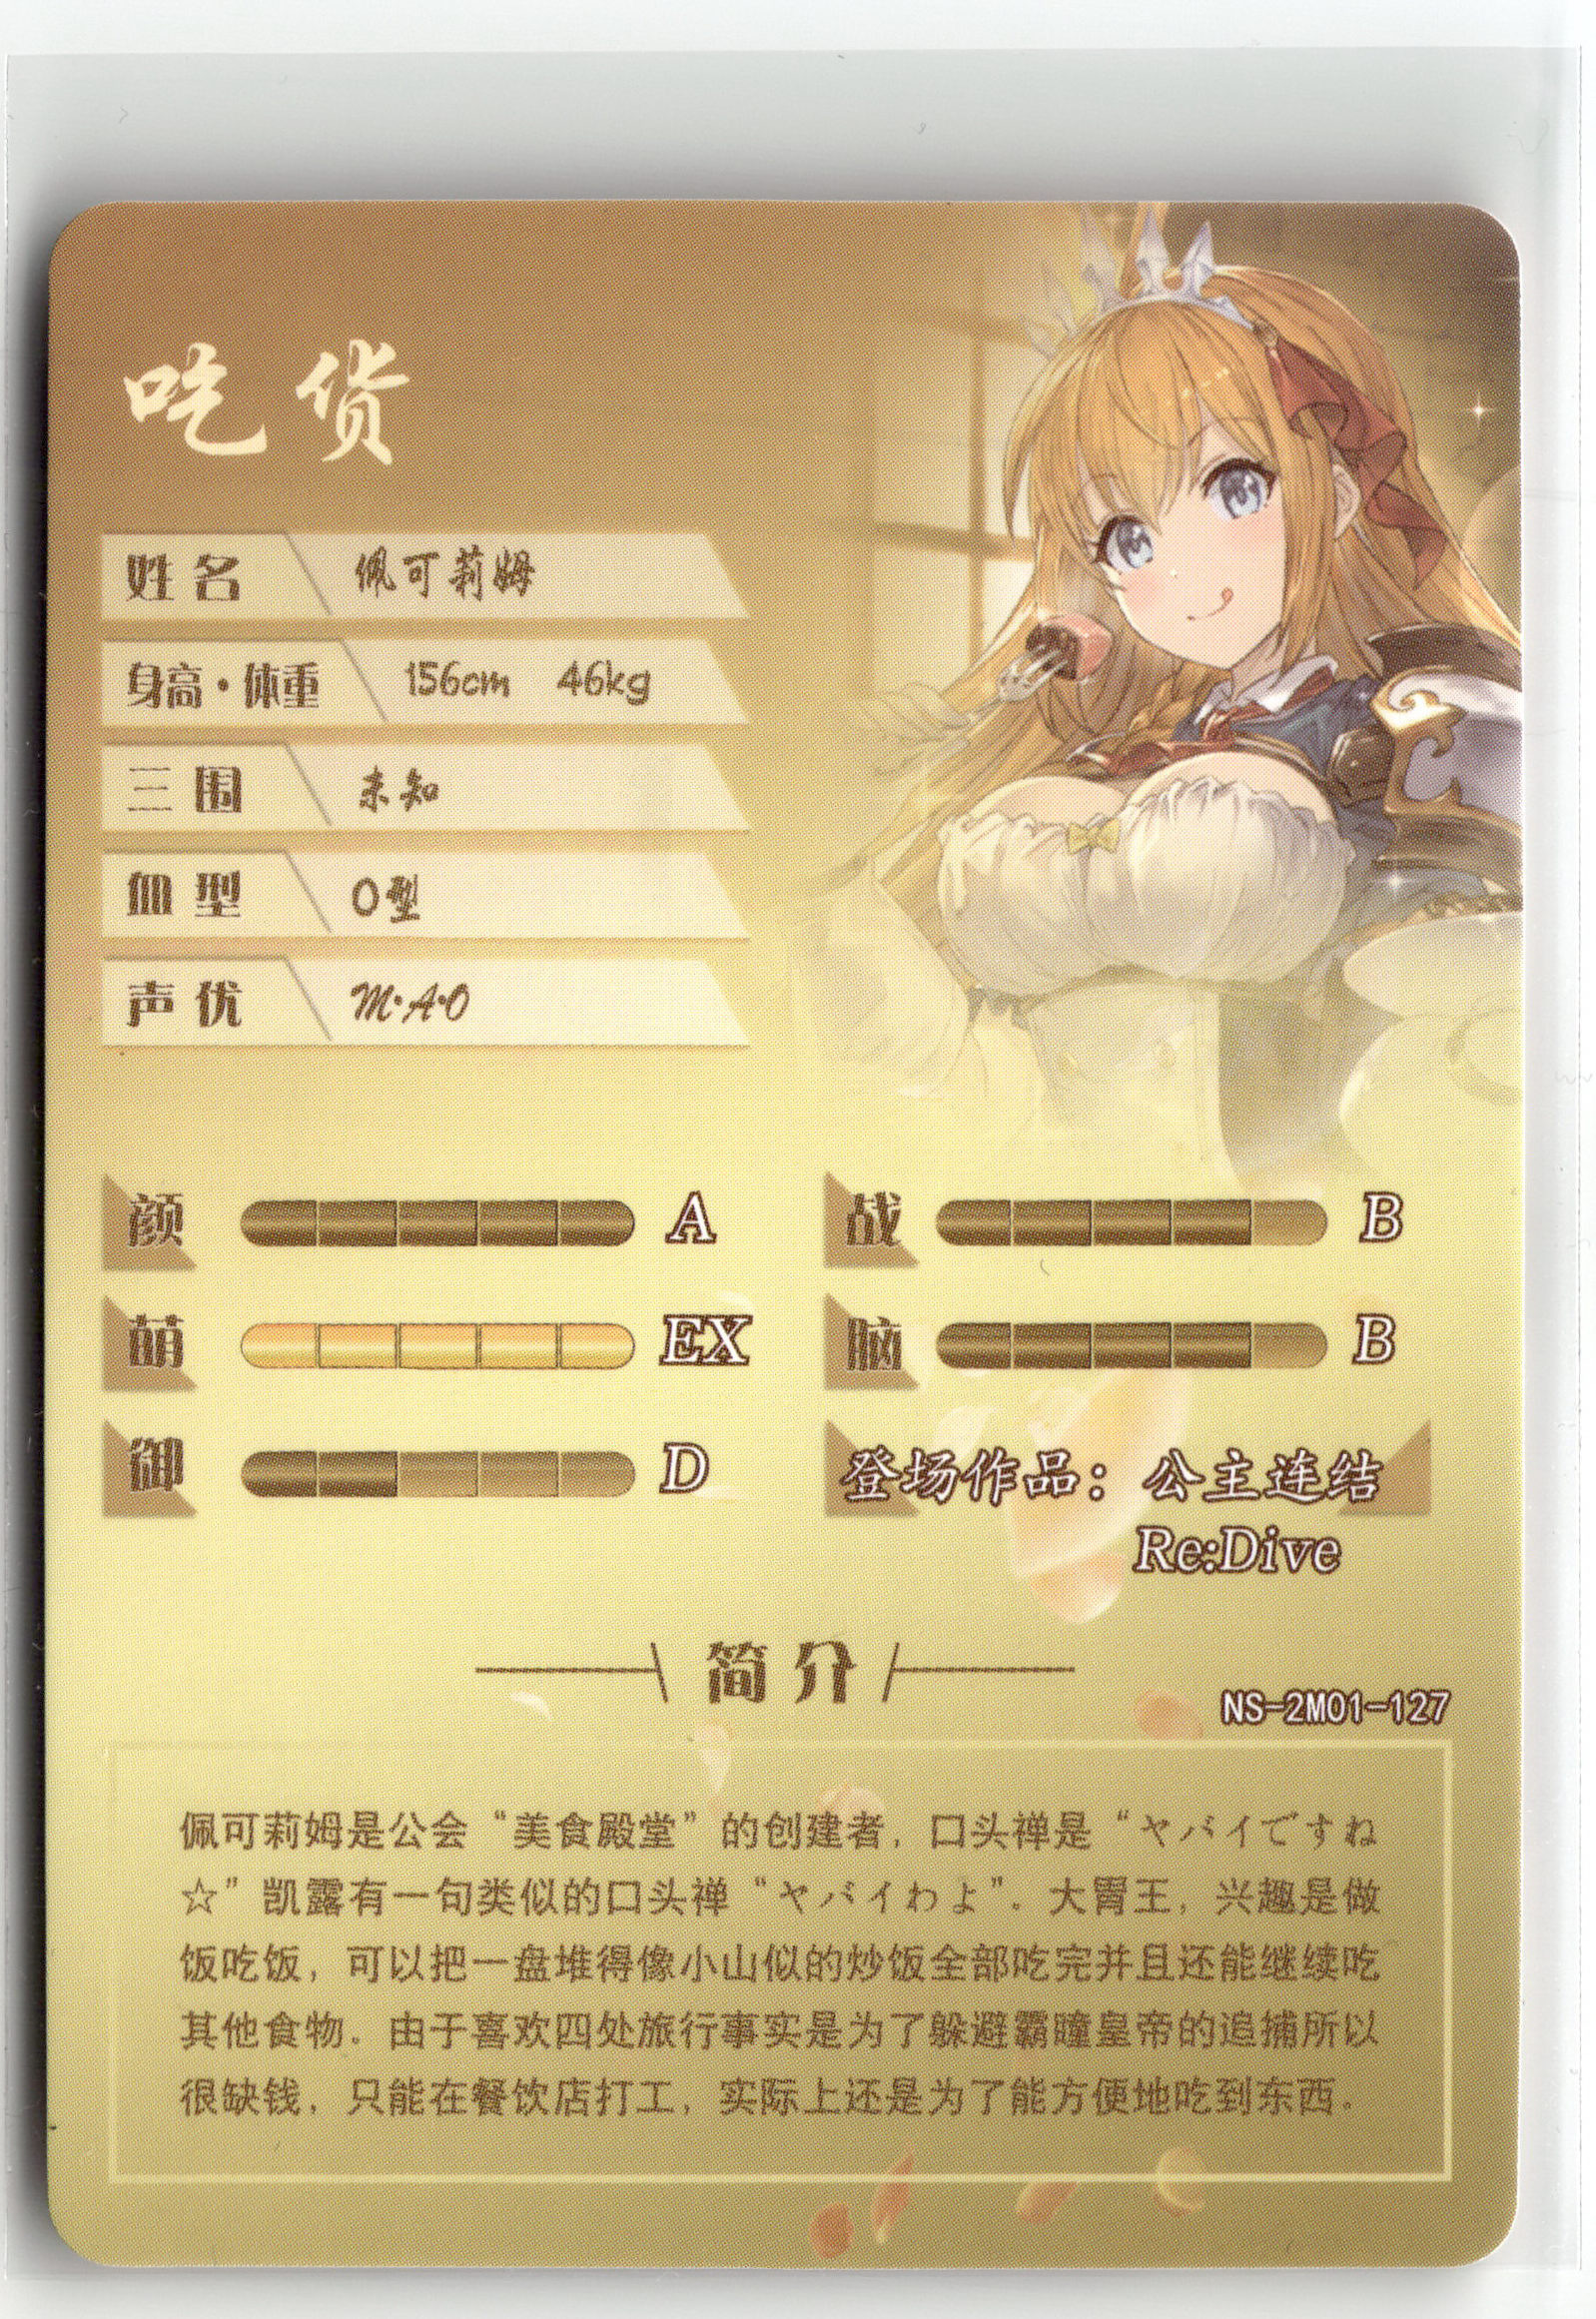 吃货
姓名 佩可莉姆
身高·体重 156cm 46kg
三围 未知
血型 O型
声优 M·A·O
颜 A
战 B
萌 EX
脑 B
御 D
登场作品：公主连结
Re:Dive
简介
NS-2M01-127
佩可莉姆是公会“美食殿堂”的创建者，口头禅是“ヤバイですね
☆”凯露有一句类似的口头禅“ヤバイわよ”。大胃王，兴趣是做
饭吃饭，可以把一盘堆得像小山似的炒饭全部吃完并且还能继续吃
其他食物。由于喜欢四处旅行事实是为了躲避霸瞳皇帝的追捕所以
很缺钱，只能在餐饮店打工，实际上还是为了能方便地吃到东西。